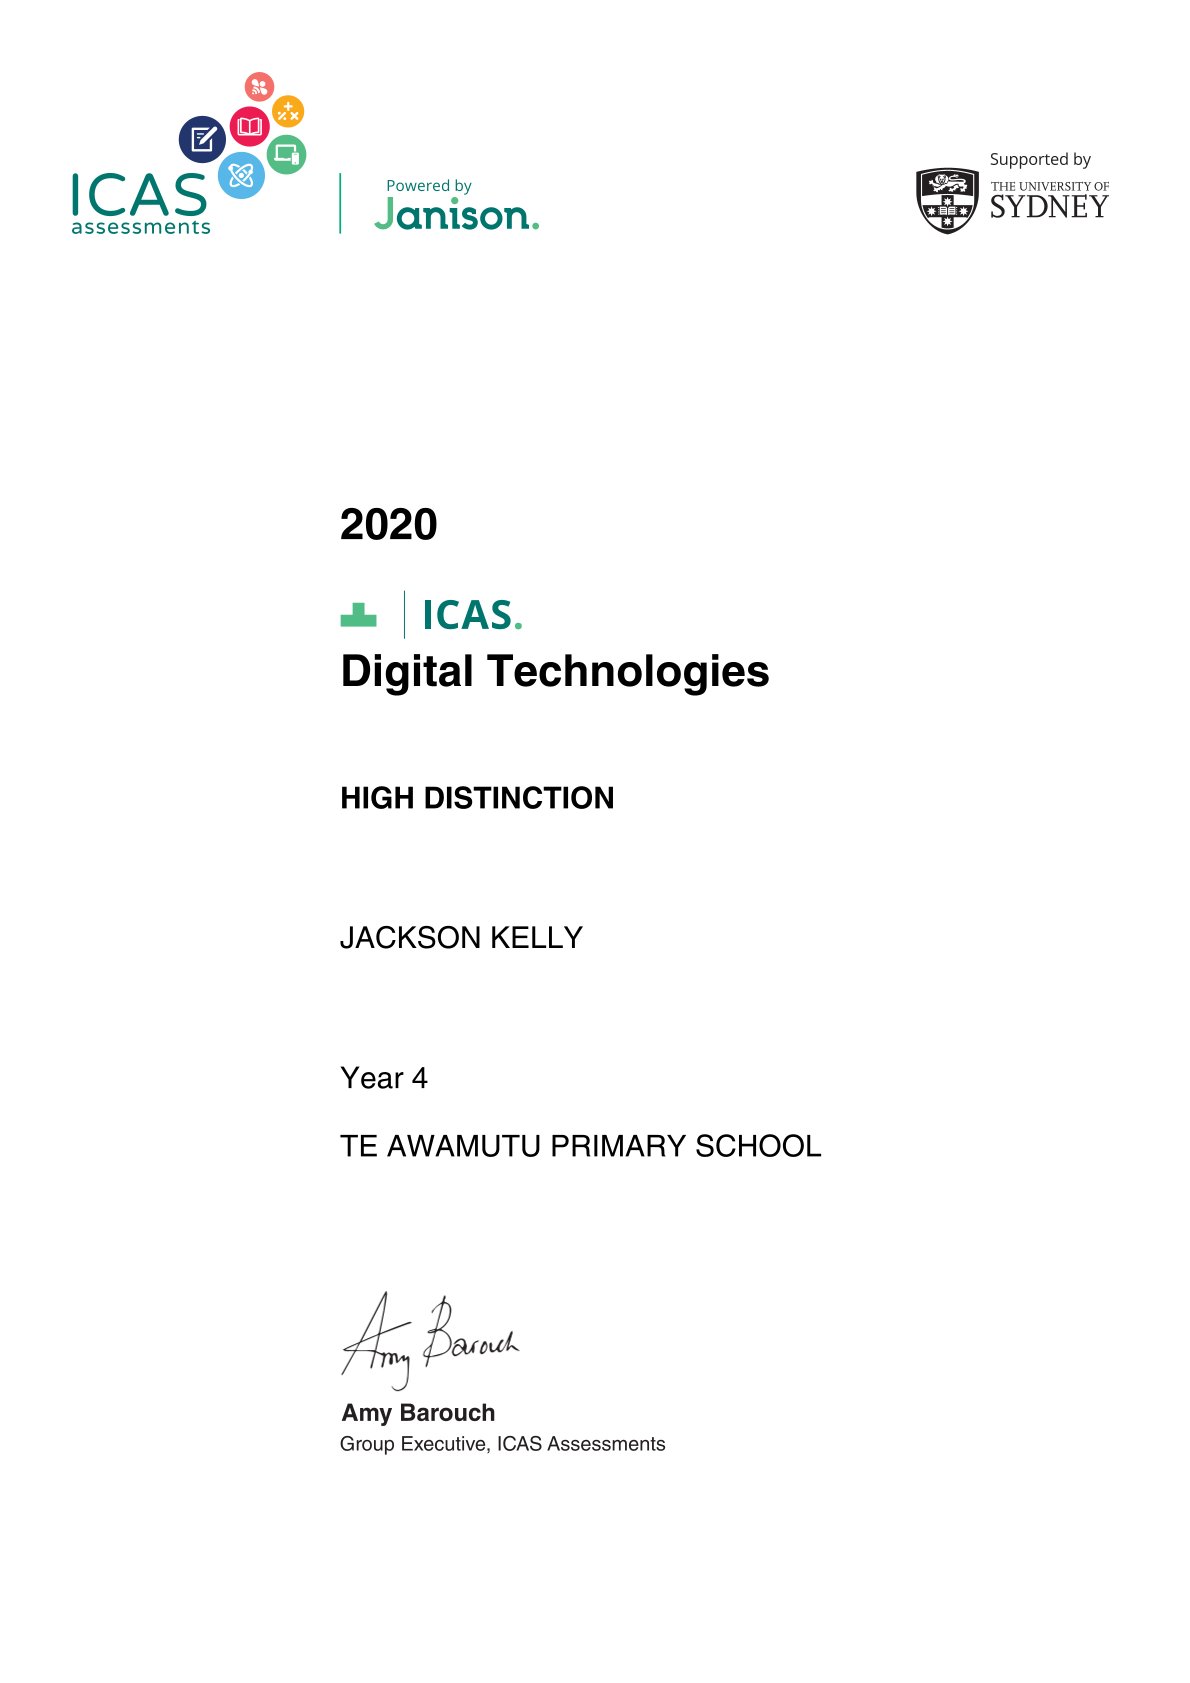 ICAS
assessments
Powered by
Janison.
Supported by
THE UNIVERSITY OF
SYDNEY
2020
ICAS.
Digital Technologies
HIGH DISTINCTION
JACKSON KELLY
Year 4
TE AWAMUTU PRIMARY SCHOOL
Amy Barouch
Amy Barouch
Group Executive, ICAS Assessments